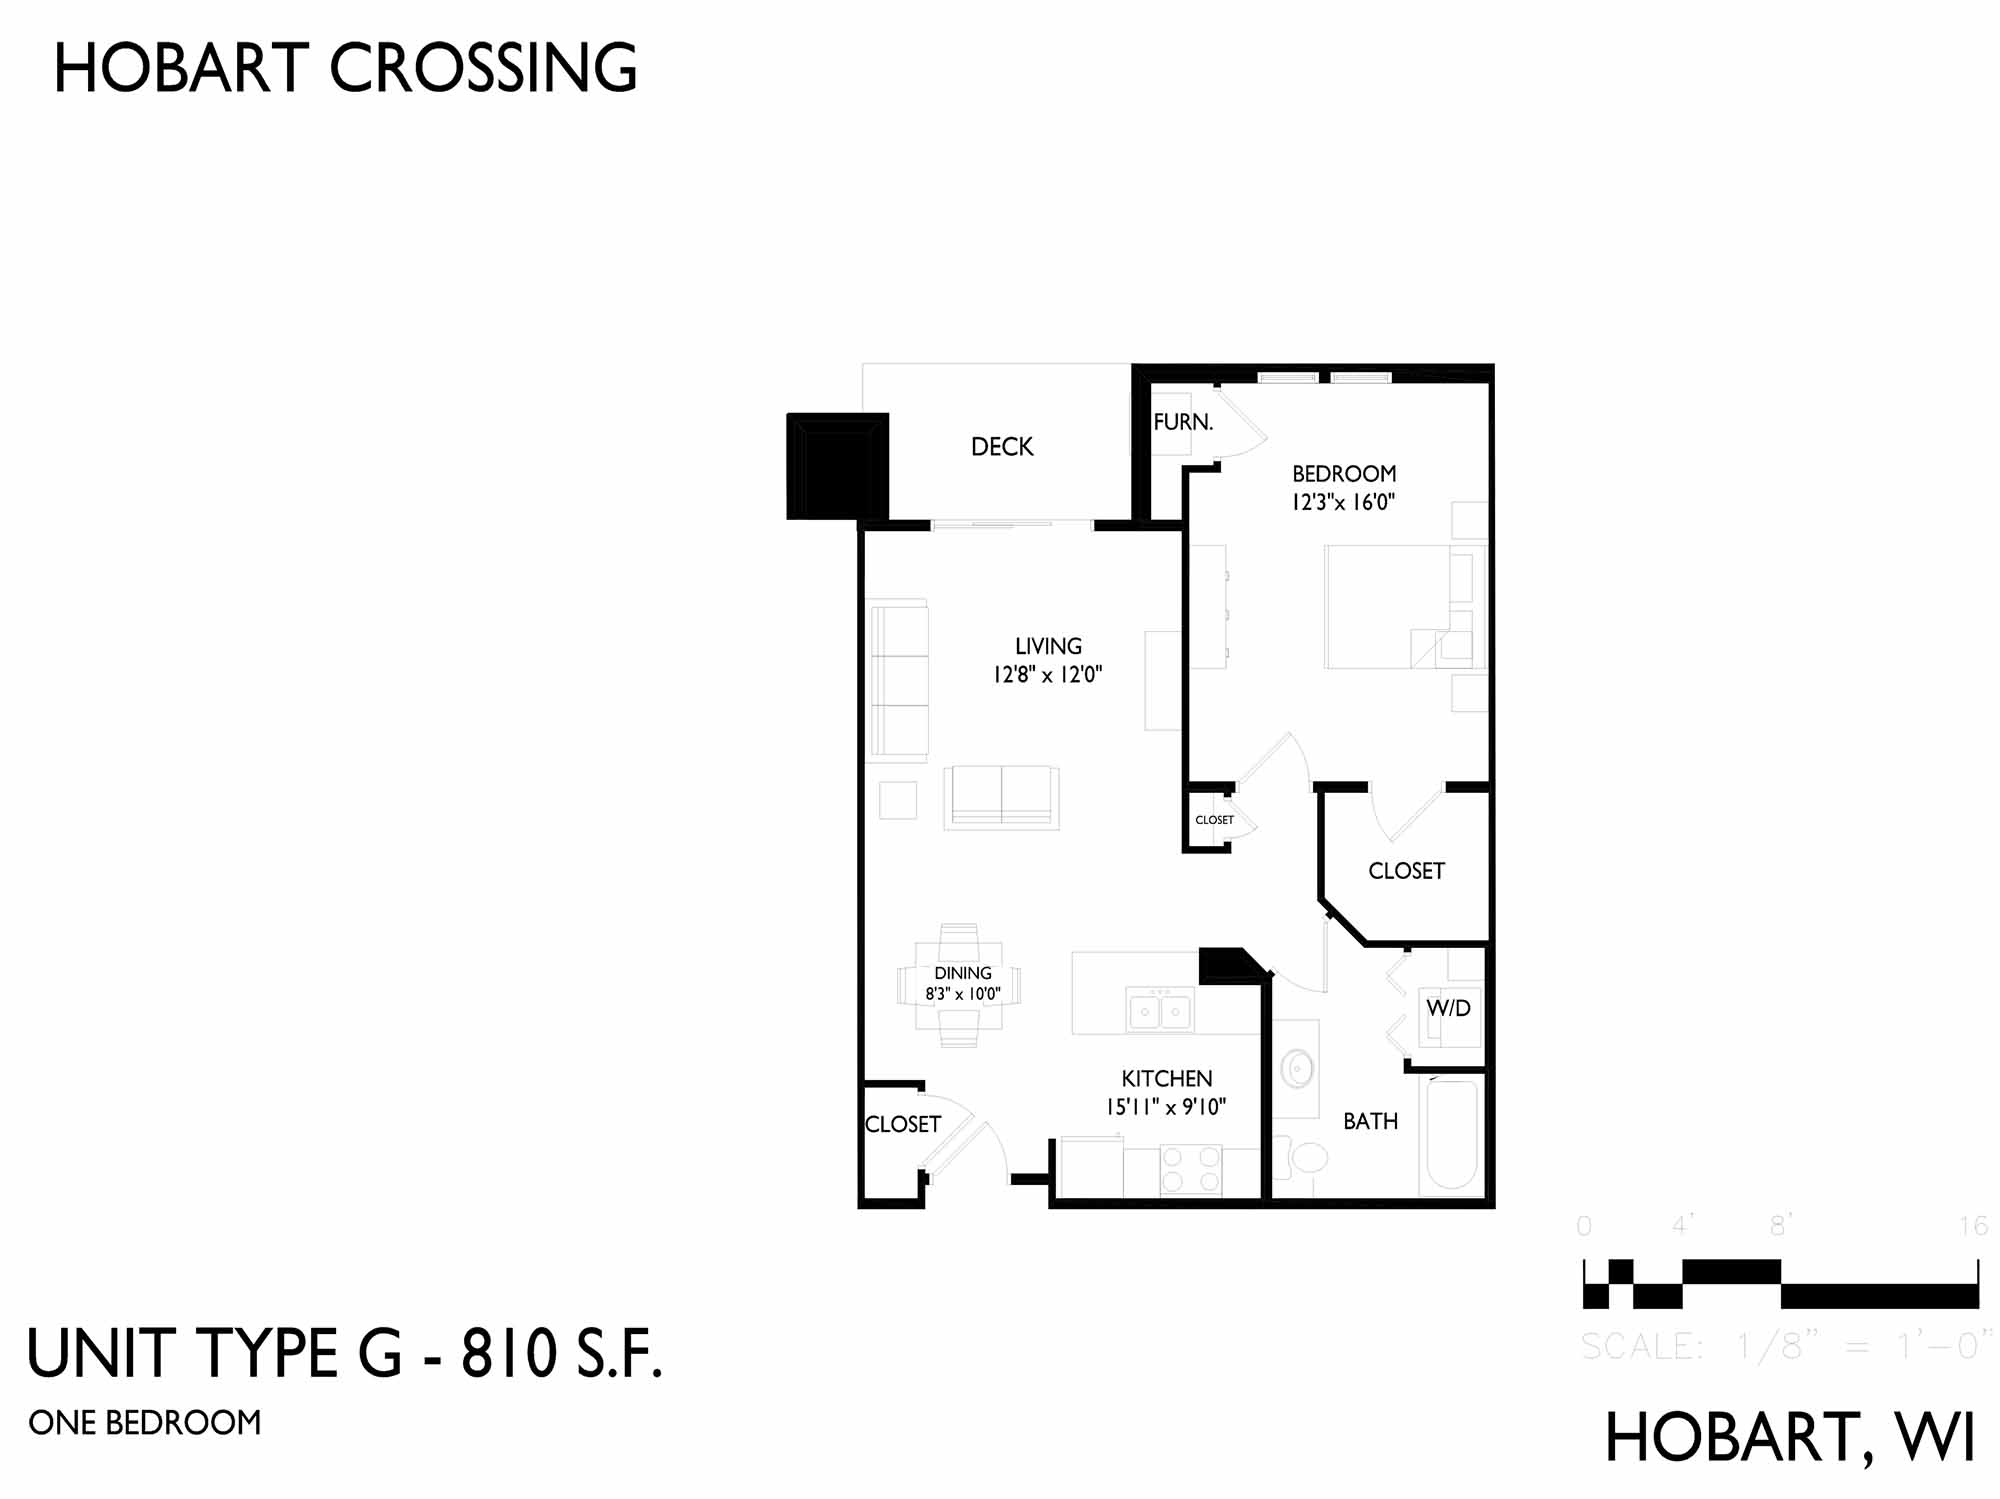 HOBART CROSSING
FURN.
DECK
BEDROOM
12'3"x 16'0"
LIVING
12'8" x 12'0"
CLOSET
CLOSET
DINING
8'3" x 10'0"
W/D
KITCHEN
15'11" x 9'10"
CLOSET
BATH
0 4' 8' 16
SCALE: 1/8" = 1'-0"
UNIT TYPE G - 810 S.F.
ONE BEDROOM
HOBART, WI